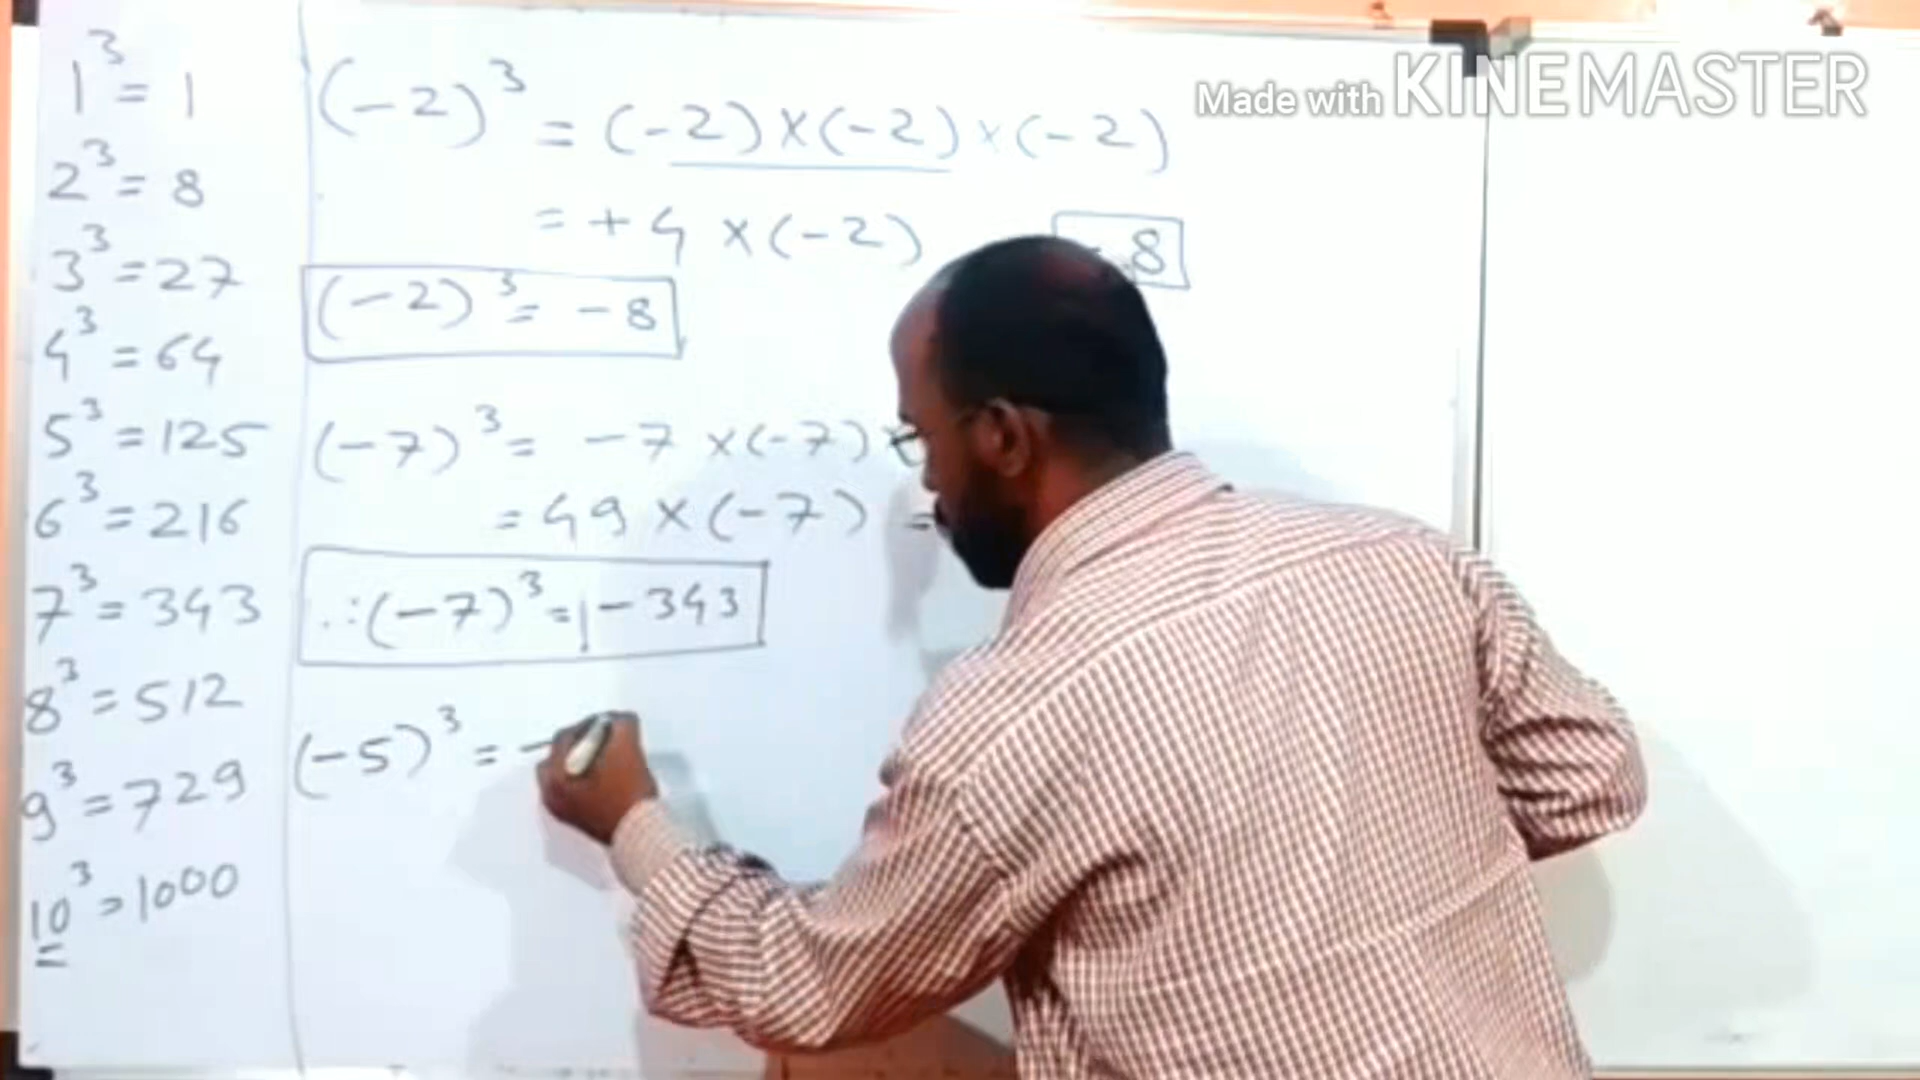 1³ = 1
2³ = 8
3³ = 27
4³ = 64
5³ = 125
6³ = 216
7³ = 343
8³ = 512
9³ = 729
10³ = 1000
(-2)³ = (-2) × (-2) × (-2)
= +4 × (-2)
- 8
(-2)³ = -8
(-7)³ = -7 × (-7) ×
= 49 × (-7) =
∴ (-7)³ = -343
(-5)³ = -
Made with KINEMASTER